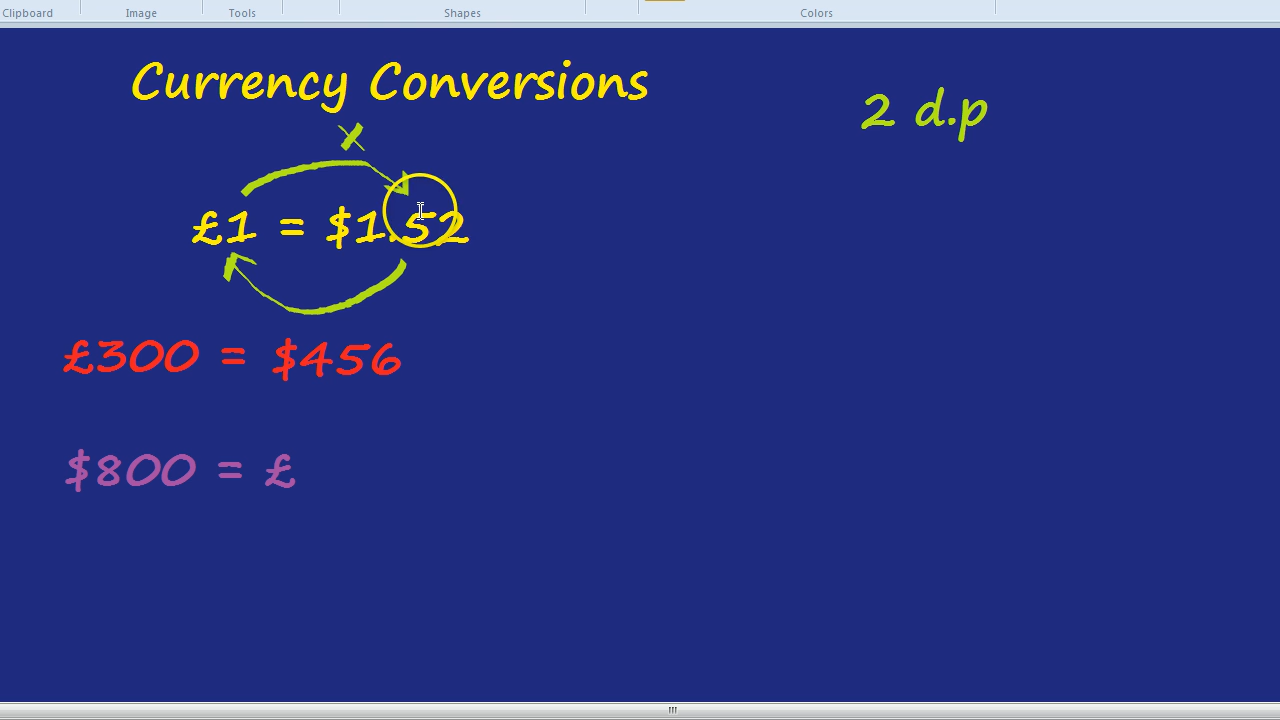 Clipboard Image Tools Shapes Colors
Currency Conversions
2 d.p
x
£1 = $1.52
£300 = $456
$800 = £